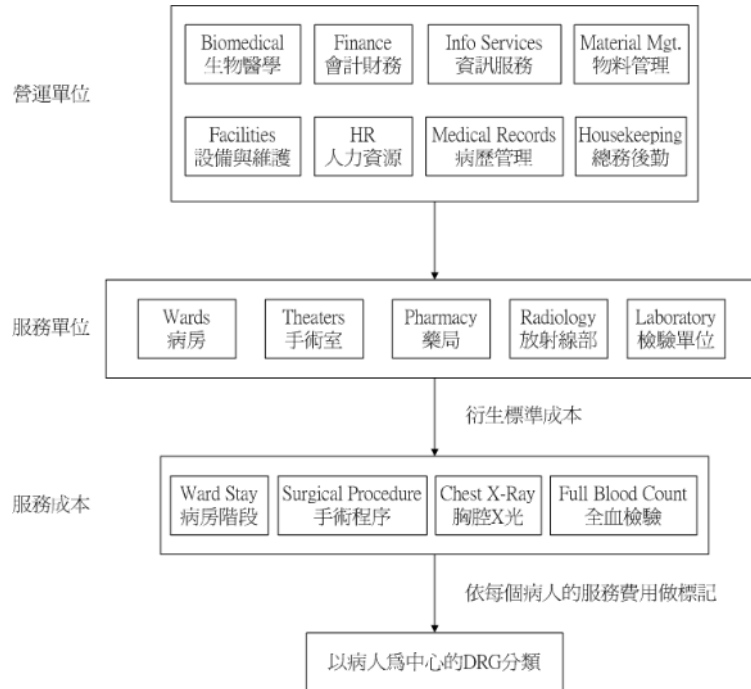 營運單位
Biomedical
生物醫學
Finance
會計財務
Info Services
資訊服務
Material Mgt.
物料管理
Facilities
設備與維護
HR
人力資源
Medical Records
病歷管理
Housekeeping
總務後勤
服務單位
Wards
病房
Theaters
手術室
Pharmacy
藥局
Radiology
放射線部
Laboratory
檢驗單位
衍生標準成本
服務成本
Ward Stay
病房階段
Surgical Procedure
手術程序
Chest X-Ray
胸腔X光
Full Blood Count
全血檢驗
依每個病人的服務費用做標記
以病人爲中心的DRG分類